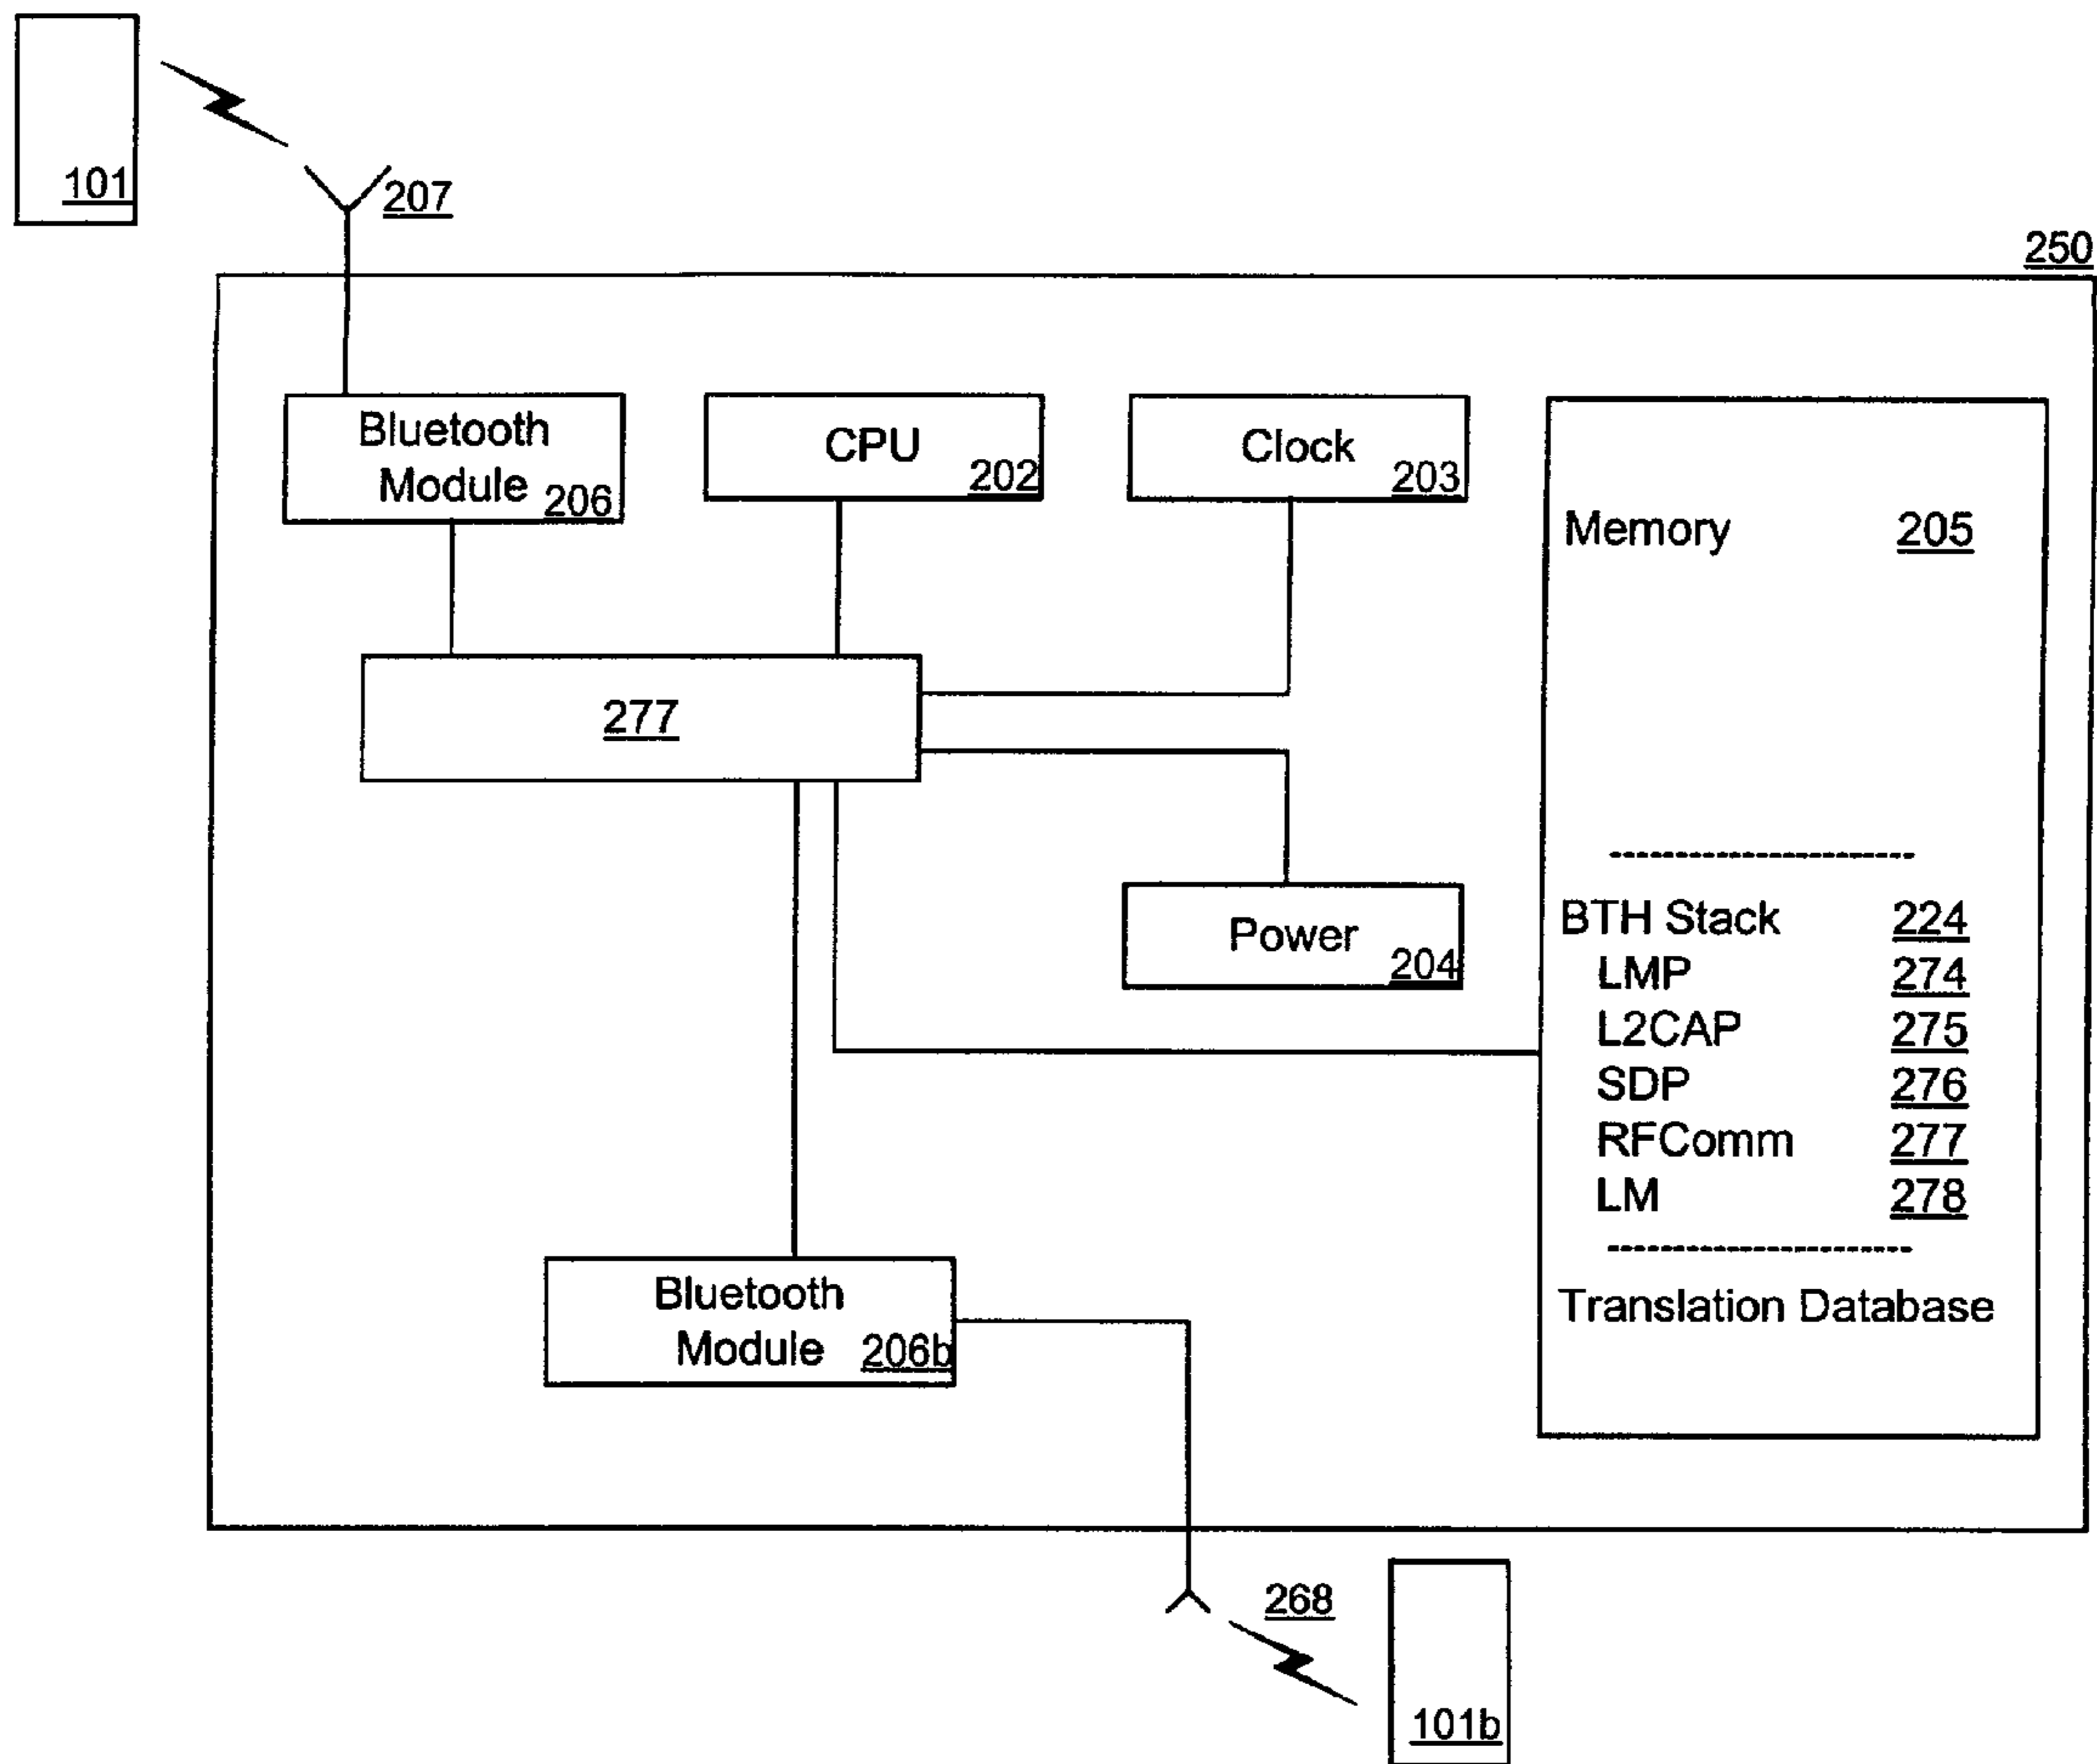 101
207
250
Bluetooth
Module 206
CPU 202
Clock 203
Memory 205
277
Power 204
BTH Stack 224
LMP 274
L2CAP 275
SDP 276
RFComm 277
LM 278
Translation Database
Bluetooth
Module 206b
268
101b